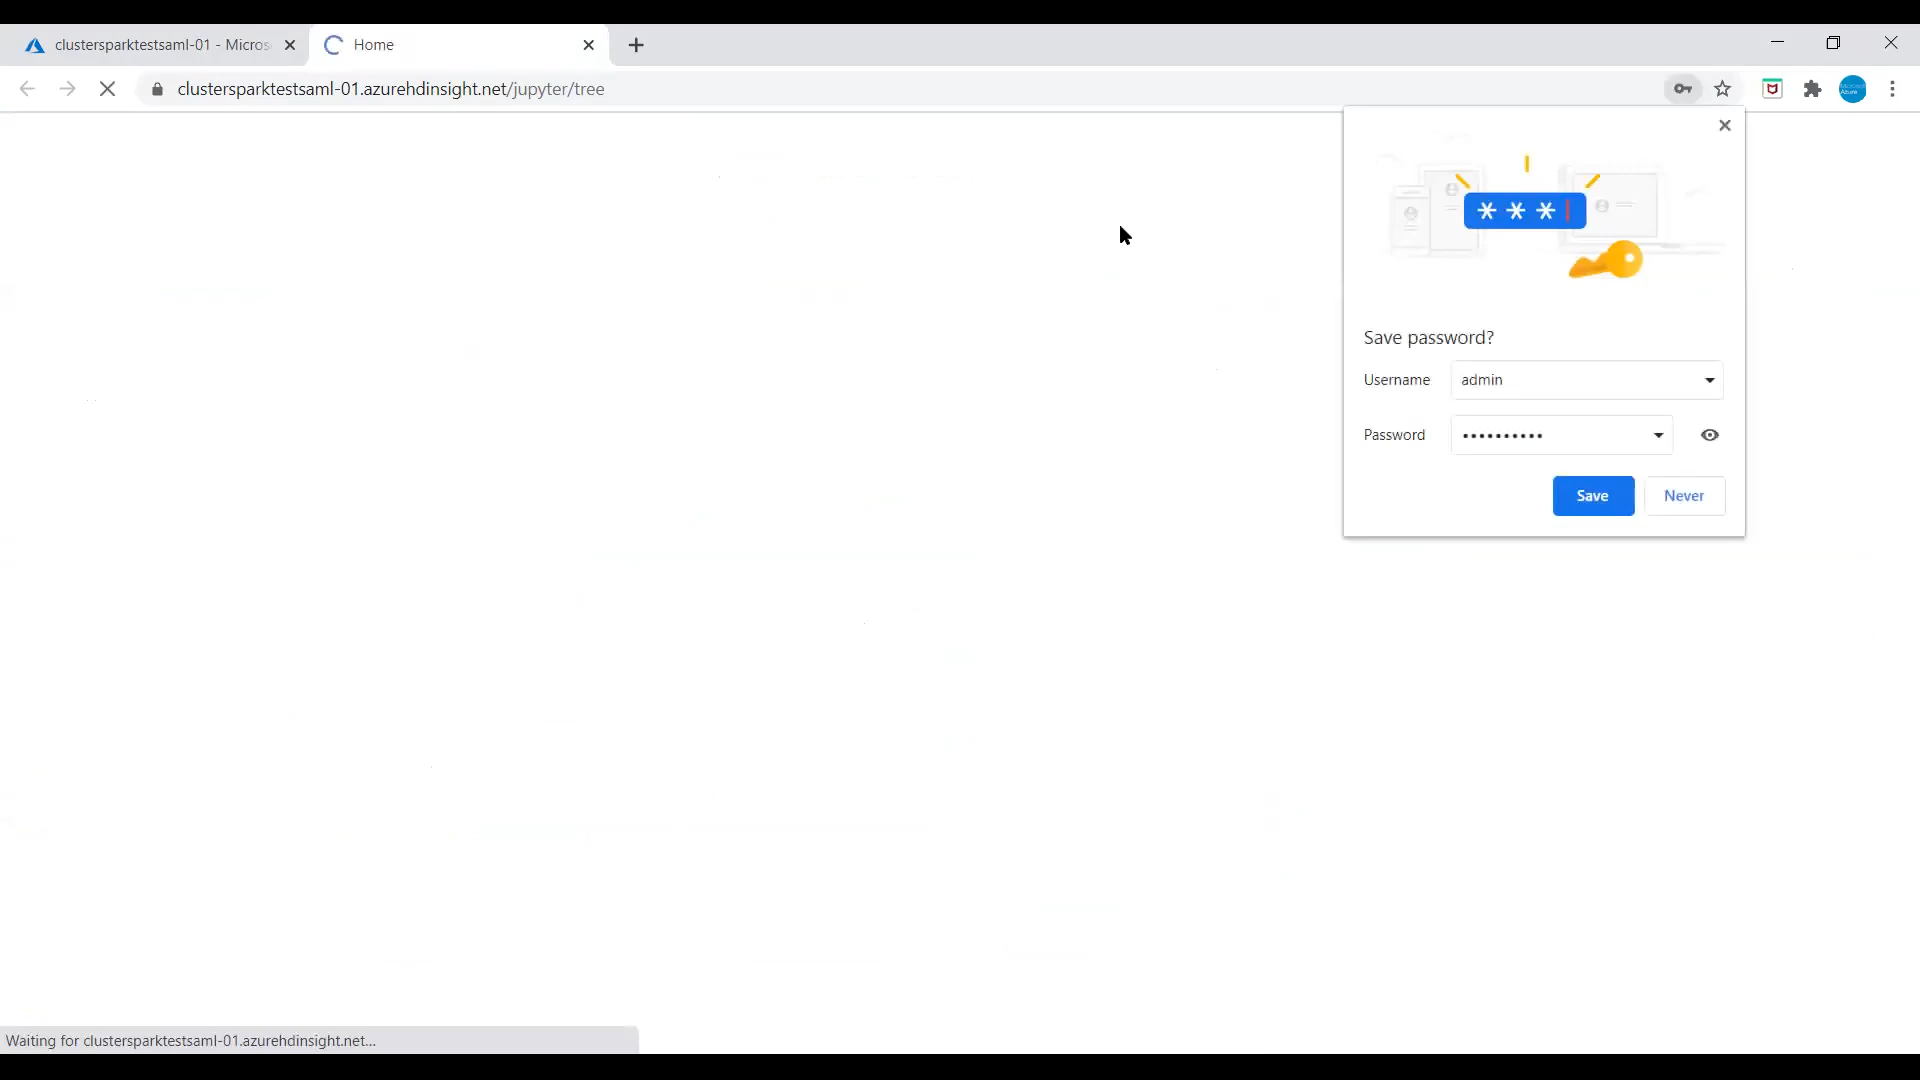 clustersparktestsaml-01 - Micros
Home
clustersparktestsaml-01.azurehdinsight.net/jupyter/tree
***
Save password?
Username
admin
Password
••••••••••
Save
Never
Waiting for clustersparktestsaml-01.azurehdinsight.net...